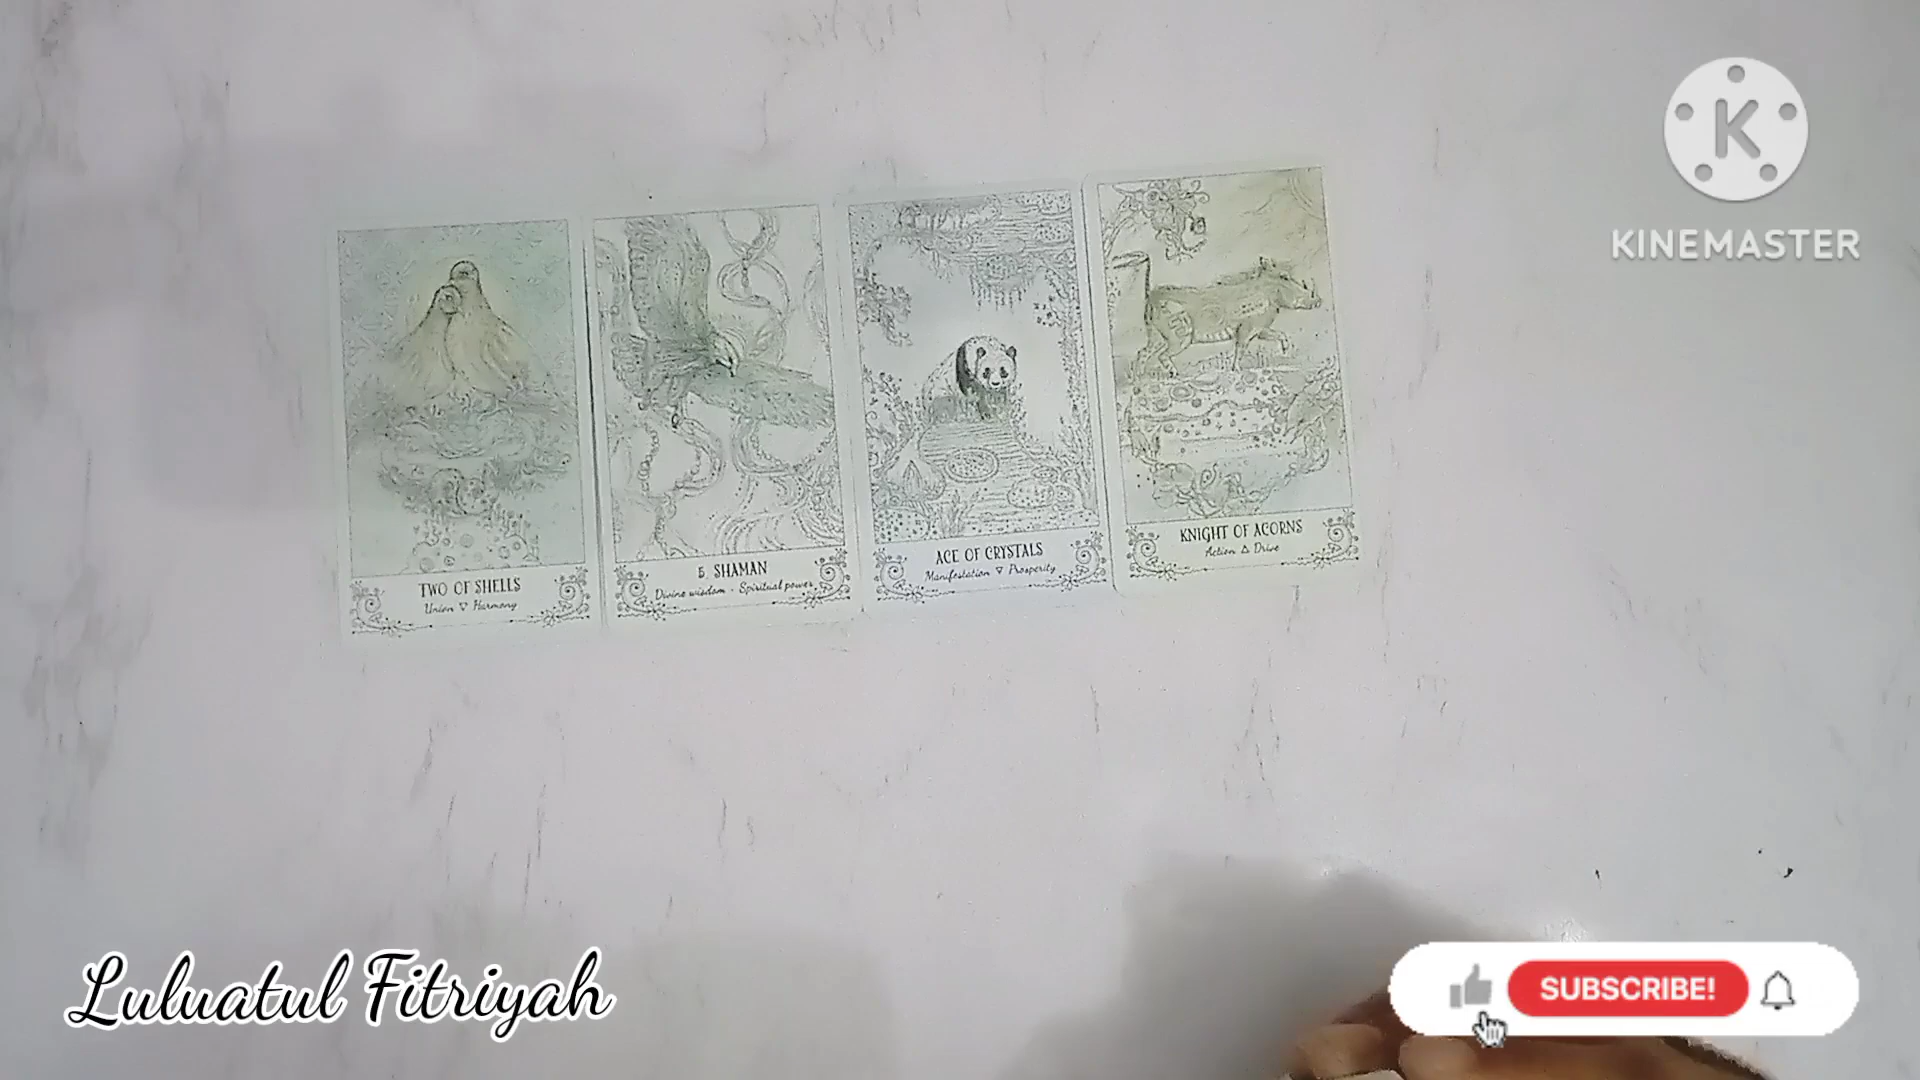 K
KINEMASTER
TWO OF SHELLS
Union ▽ Harmony
5. SHAMAN
Divine wisdom · Spiritual power
ACE OF CRYSTALS
Manifestation ▽ Prosperity
KNIGHT OF ACORNS
Action △ Drive
Luluatul Fitriyah
SUBSCRIBE!